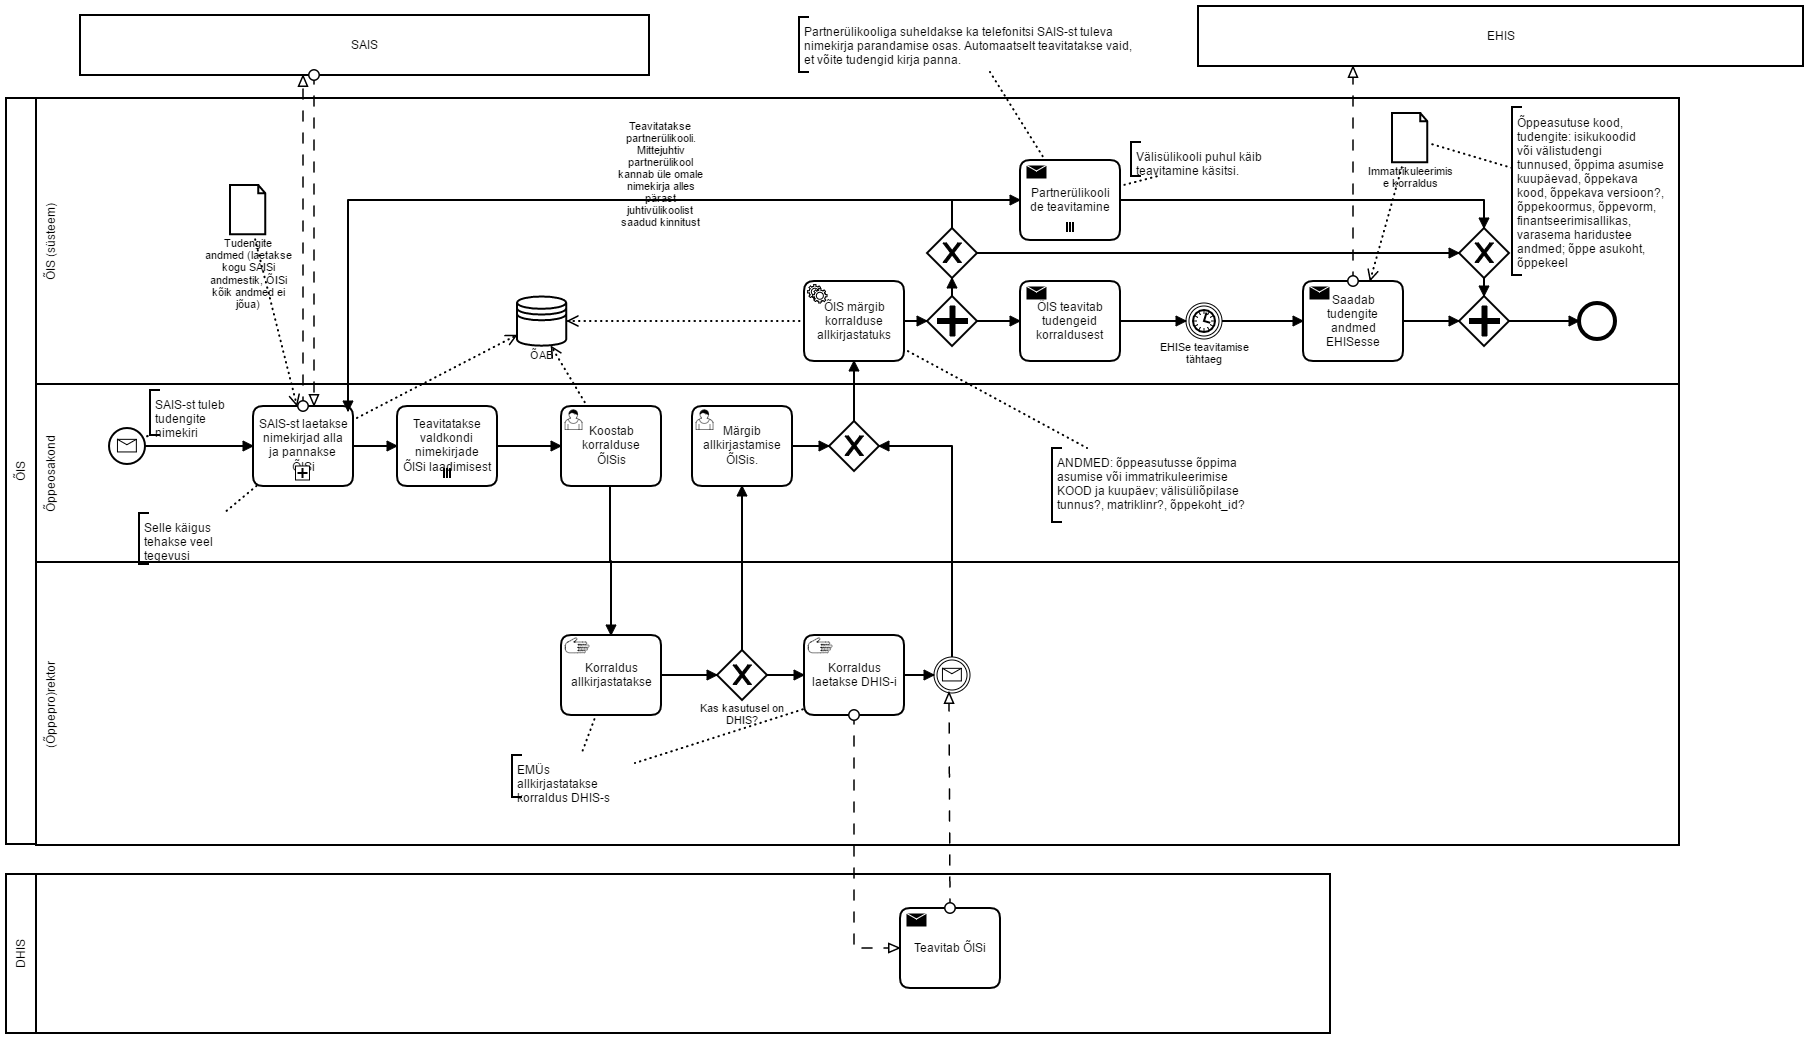 SAIS
EHIS
Partnerülikooliga suheldakse ka telefonitsi SAIS-st tuleva
nimekirja parandamise osas. Automaatselt teavitatakse vaid,
et võite tudengid kirja panna.
ÕIS
ÕIS (süsteem)
Tudengite
andmed (laetakse
kogu SAISi
andmestik, ÕISi
kõik andmed ei
jõua)
Teavitatakse
partnerülikooli.
Mittejuhtiv
partnerülikool
kannab üle omale
nimekirja alles
pärast
juhtivülikoolist
saadud kinnitust
Partnerülikooli
de teavitamine
Välisülikooli puhul käib
teavitamine käsitsi.
Immatrikuleerimis
e korraldus
Õppeasutuse kood,
tudengite: isikukoodid
või välistudengi
tunnused, õppima asumise
kuupäevad, õppekava
kood, õppekava versioon?,
õppekoormus, õppevorm,
finantseerimisallikas,
varasema haridustee
andmed; õppe asukoht,
õppekeel
ÕAB
ÕIS märgib
korralduse
allkirjastatuks
ÕIS teavitab
tudengeid
korraldusest
EHISe teavitamise
tähtaeg
Saadab
tudengite
andmed
EHISesse
Õppeosakond
SAIS-st tuleb
tudengite
nimekiri
SAIS-st laetakse
nimekirjad alla
ja pannakse
ÕISi
Teavitatakse
valdkondi
nimekirjade
ÕISi laadimisest
Koostab
korralduse
ÕISis
Märgib
allkirjastamise
ÕISis.
ANDMED: õppeasutusse õppima
asumise või immatrikuleerimise
KOOD ja kuupäev; välisüliõpilase
tunnus?, matriklinr?, õppekoht_id?
Selle käigus
tehakse veel
tegevusi
(Õppepro)rektor
Korraldus
allkirjastatakse
Kas kasutusel on
DHIS?
Korraldus
laetakse DHIS-i
EMÜs
allkirjastatakse
korraldus DHIS-s
DHIS
Teavitab ÕISi